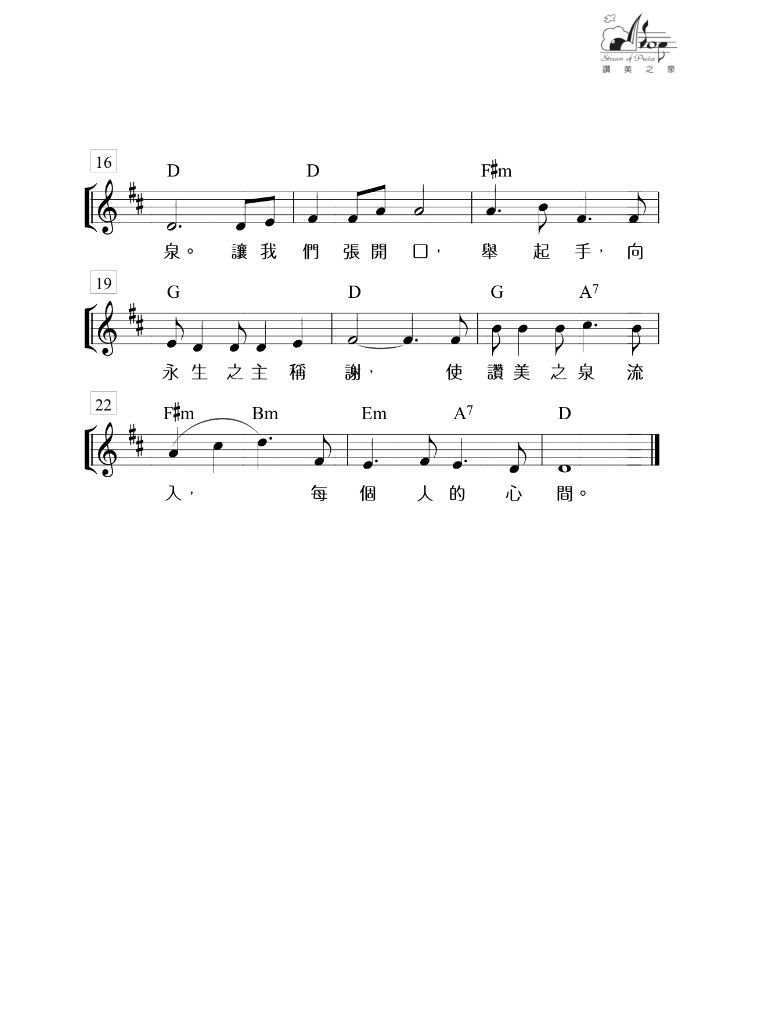 Stream of Praise
讚美之泉
16
D D F#m
泉。讓我們張開口，舉起手，向
19
G D G A7
永生之主稱謝，使讚美之泉流
22
F#m Bm Em A7 D
入，每個人的心間。